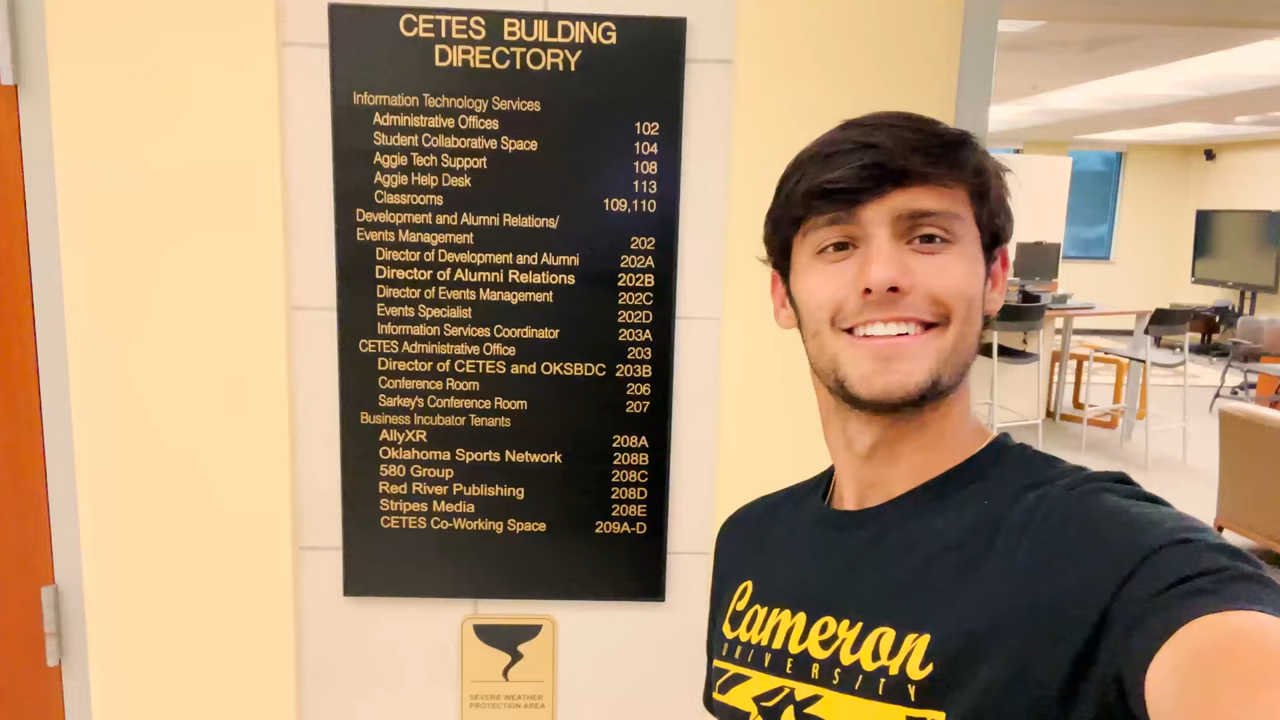 CETES BUILDING
DIRECTORY
Information Technology Services
Administrative Offices 102
Student Collaborative Space 104
Aggie Tech Support 108
Aggie Help Desk 113
Classrooms 109,110
Development and Alumni Relations/
Events Management 202
Director of Development and Alumni 202A
Director of Alumni Relations 202B
Director of Events Management 202C
Events Specialist 202D
Information Services Coordinator 203A
CETES Administrative Office 203
Director of CETES and OKSBDC 203B
Conference Room 206
Sarkey's Conference Room 207
Business Incubator Tenants
AllyXR 208A
Oklahoma Sports Network 208B
580 Group 208C
Red River Publishing 208D
Stripes Media 208E
CETES Co-Working Space 209A-D
SEVERE WEATHER
PROTECTION AREA
Cameron
UNIVERSITY